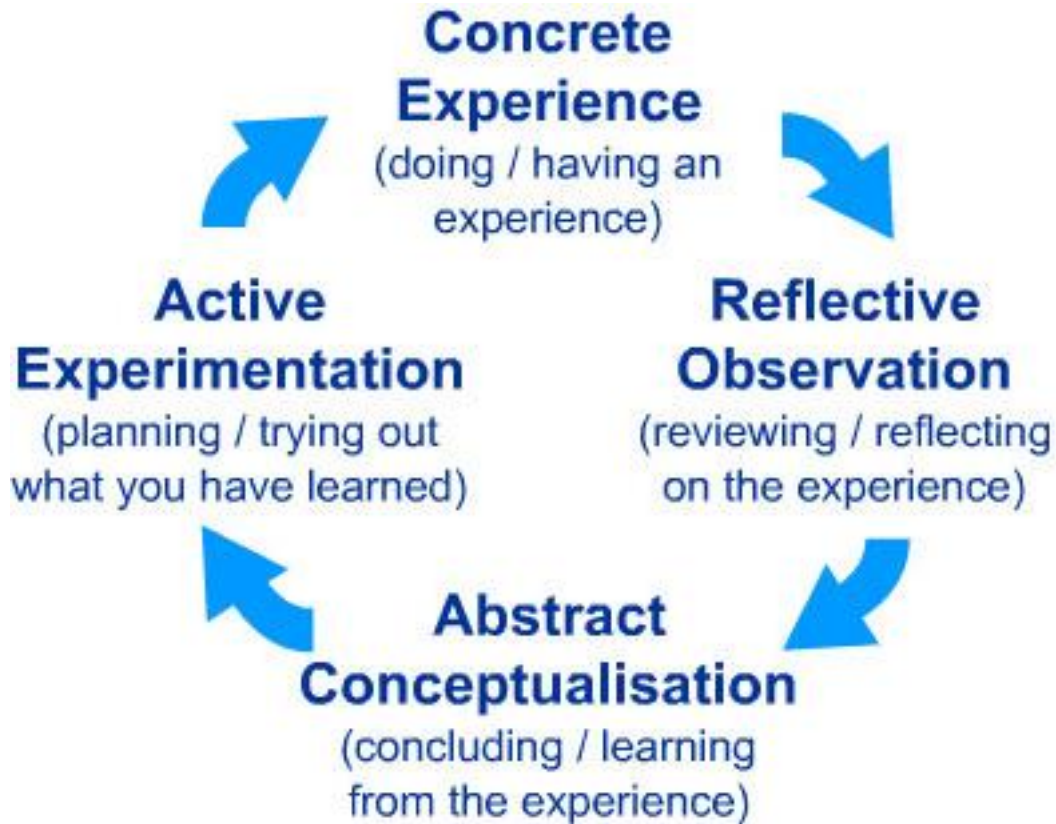 Concrete
Experience
(doing / having an
experience)
Reflective
Observation
(reviewing / reflecting
on the experience)
Abstract
Conceptualisation
(concluding / learning
from the experience)
Active
Experimentation
(planning / trying out
what you have learned)